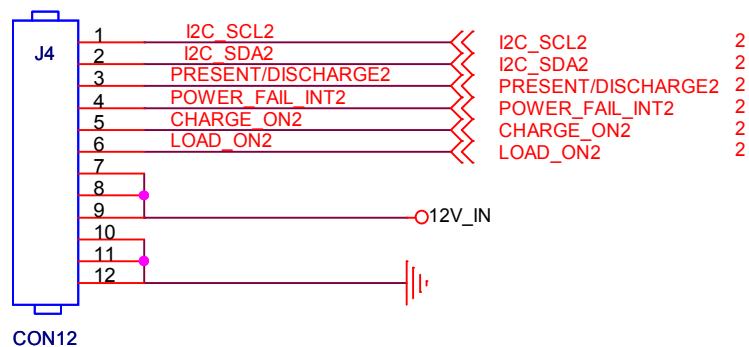 J4
1 I2C_SCL2 I2C_SCL2 2
2 I2C_SDA2 I2C_SDA2 2
3 PRESENT/DISCHARGE2 PRESENT/DISCHARGE2 2
4 POWER_FAIL_INT2 POWER_FAIL_INT2 2
5 CHARGE_ON2 CHARGE_ON2 2
6 LOAD_ON2 LOAD_ON2 2
7
8
9 12V_IN
10
11
12
CON12